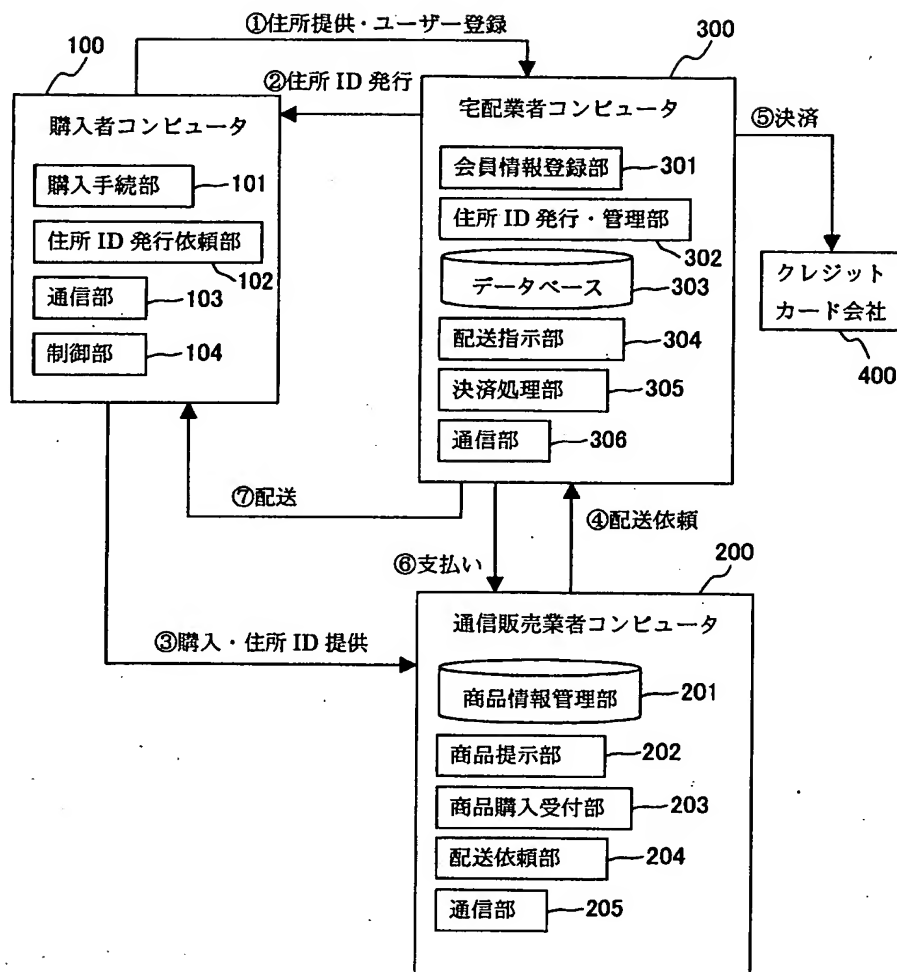 ①住所提供・ユーザー登録
100
300
②住所 ID 発行
購入者コンピュータ
宅配業者コンピュータ
⑤決済
購入手続部
101
会員情報登録部
301
住所 ID 発行依頼部
102
住所 ID 発行・管理部
302
通信部
103
データベース
303
クレジット
カード会社
400
制御部
104
配送指示部
304
決済処理部
305
通信部
306
⑦配送
④配送依頼
⑥支払い
200
③購入・住所 ID 提供
通信販売業者コンピュータ
商品情報管理部
201
商品提示部
202
商品購入受付部
203
配送依頼部
204
通信部
205